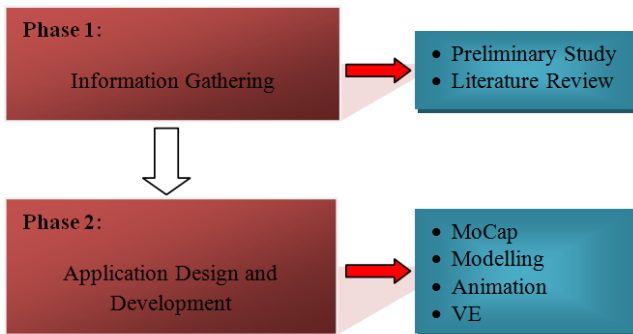 Phase 1:
Information Gathering
• Preliminary Study
• Literature Review
Phase 2:
Application Design and
Development
• MoCap
• Modelling
• Animation
• VE